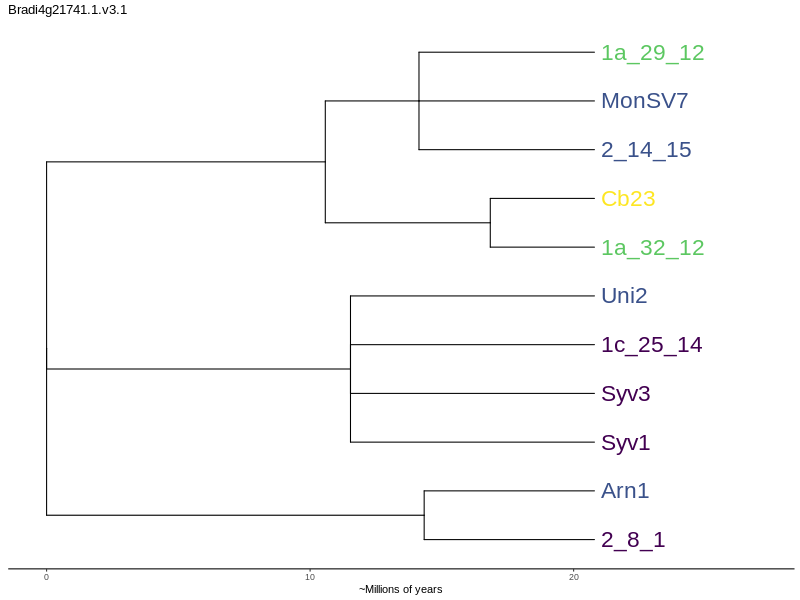 Bradi4g21741.1.v3.1
1a_29_12
MonSV7
2_14_15
Cb23
1a_32_12
Uni2
1c_25_14
Syv3
Syv1
Arn1
2_8_1
0 10 20
~Millions of years